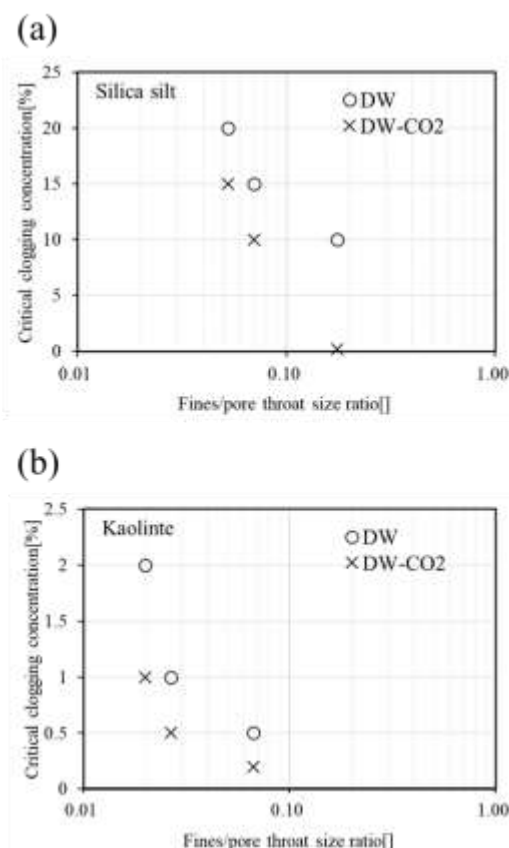 (a)
Critical clogging concentration[%]
25
20
15
10
5
0
Silica silt
DW
DW-CO2
0.01
0.10
1.00
Fines/pore throat size ratio[]
(b)
Critical clogging concentration[%]
2.5
2
1.5
1
0.5
0
Kaolinte
DW
DW-CO2
0.01
0.10
1.00
Fines/pore throat size ratio[]